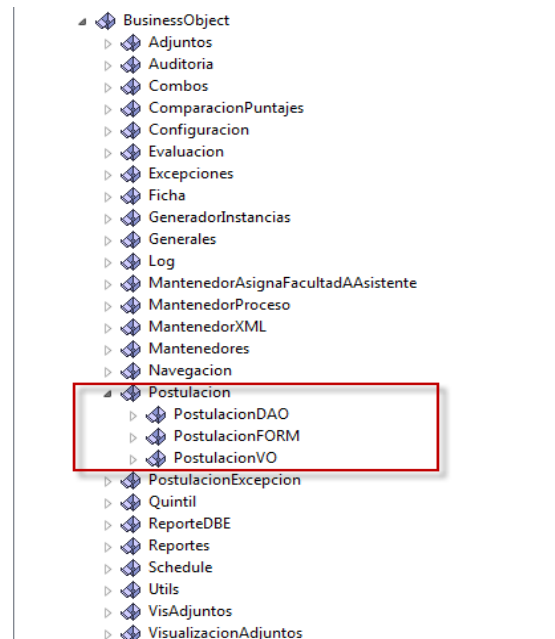 BusinessObject
Adjuntos
Auditoria
Combos
ComparacionPuntajes
Configuracion
Evaluacion
Excepciones
Ficha
GeneradorInstancias
Generales
Log
MantenedorAsignaFacultadAAsistente
MantenedorProceso
MantenedorXML
Mantenedores
Navegacion
Postulacion
PostulacionDAO
PostulacionFORM
PostulacionVO
PostulacionExcepcion
Quintil
ReporteDBE
Reportes
Schedule
Utils
VisAdjuntos
VisualizacionAdjuntos